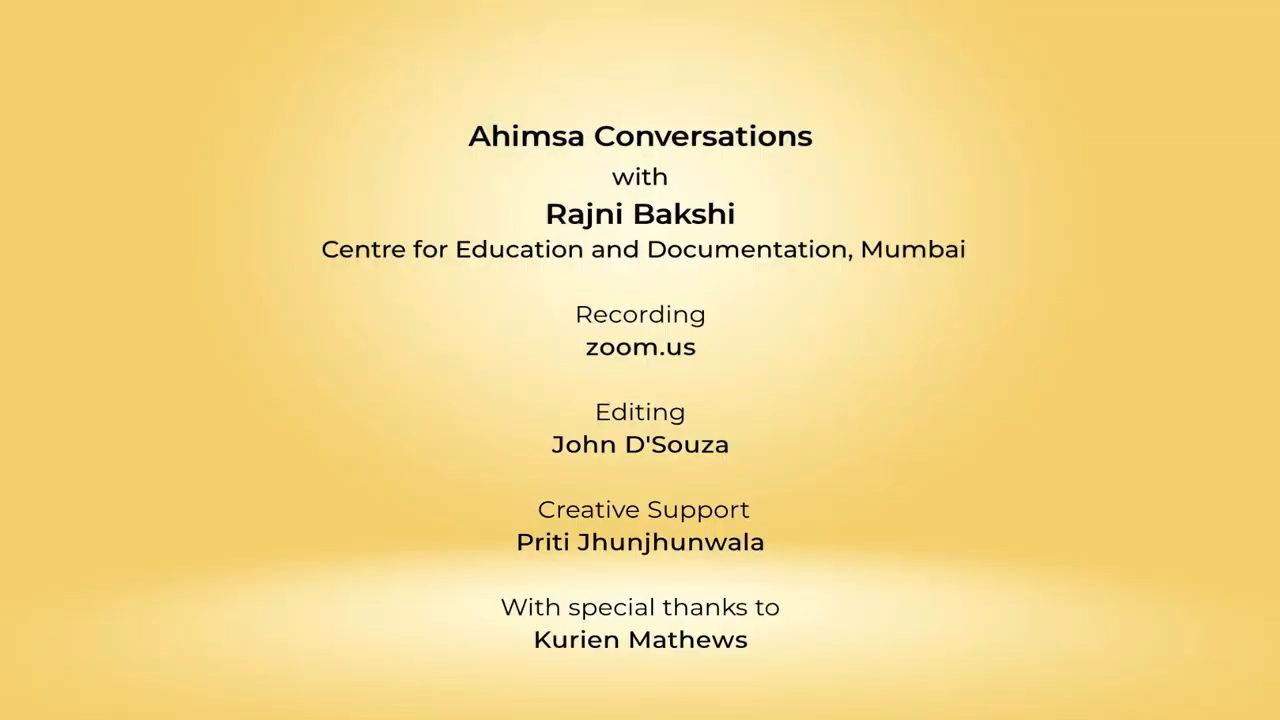 Ahimsa Conversations
with
Rajni Bakshi
Centre for Education and Documentation, Mumbai
Recording
zoom.us
Editing
John D'Souza
Creative Support
Priti Jhunjhunwala
With special thanks to
Kurien Mathews